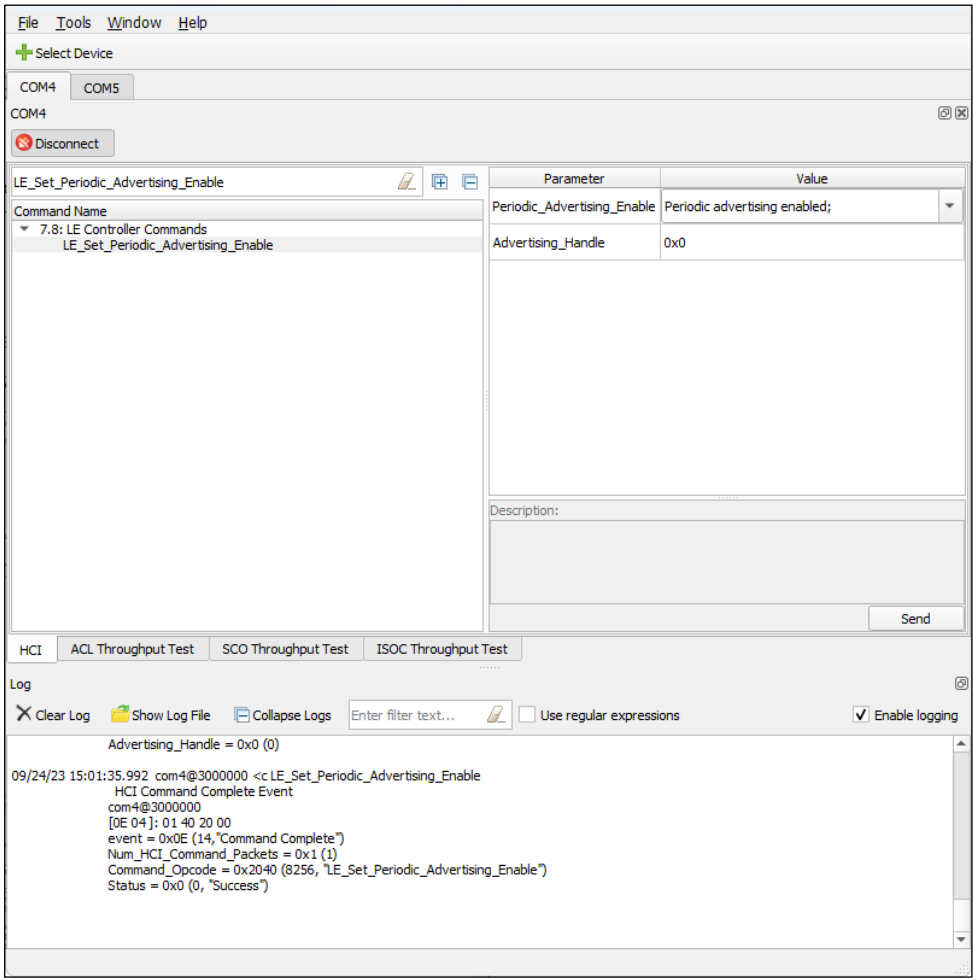 File Tools Window Help
Select Device
COM4 COM5
COM4
Disconnect
LE_Set_Periodic_Advertising_Enable
Command Name
7.8: LE Controller Commands
LE_Set_Periodic_Advertising_Enable
Parameter Value
Periodic_Advertising_Enable Periodic advertising enabled;
Advertising_Handle 0x0
Description:
Send
HCI ACL Throughput Test SCO Throughput Test ISOC Throughput Test
Log
Clear Log Show Log File Collapse Logs Enter filter text... Use regular expressions Enable logging
Advertising_Handle = 0x0 (0)
09/24/23 15:01:35.992 com4@3000000 <c LE_Set_Periodic_Advertising_Enable
HCI Command Complete Event
com4@3000000
[0E 04]: 01 40 20 00
event = 0x0E (14,"Command Complete")
Num_HCI_Command_Packets = 0x1 (1)
Command_Opcode = 0x2040 (8256, "LE_Set_Periodic_Advertising_Enable")
Status = 0x0 (0, "Success")